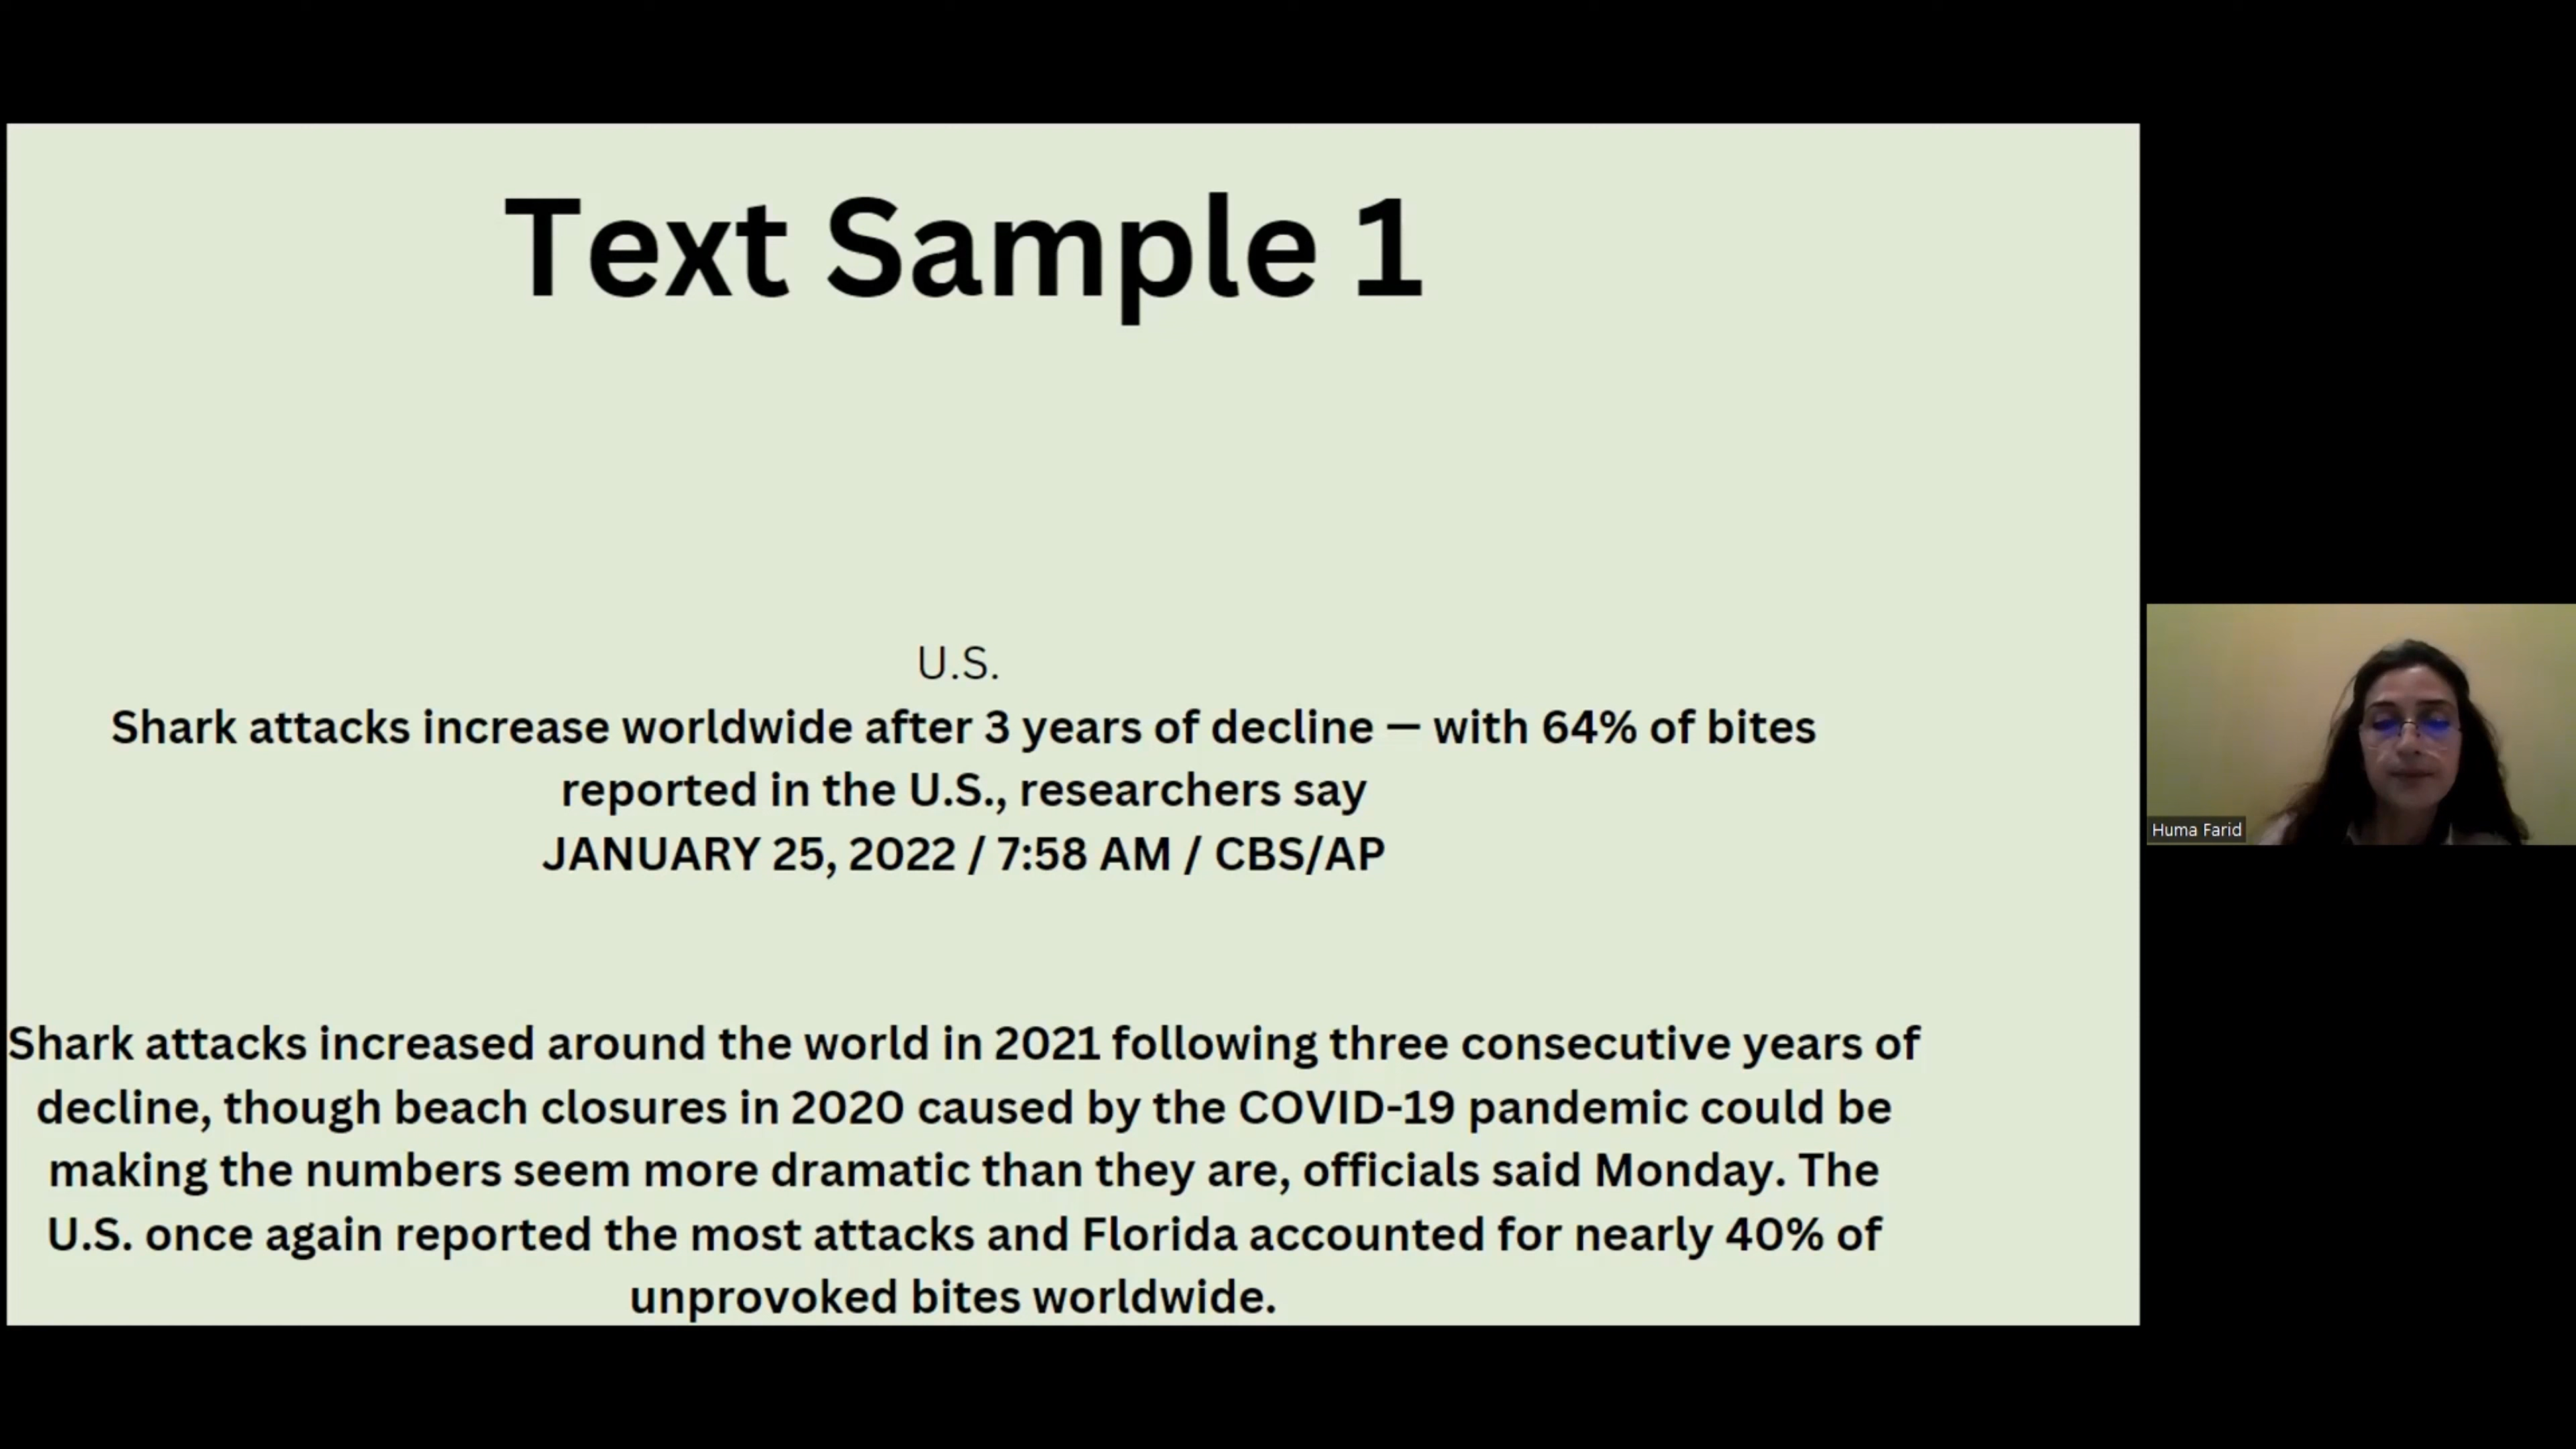 Text Sample 1
U.S.
Shark attacks increase worldwide after 3 years of decline — with 64% of bites
reported in the U.S., researchers say
JANUARY 25, 2022 / 7:58 AM / CBS/AP
Shark attacks increased around the world in 2021 following three consecutive years of
decline, though beach closures in 2020 caused by the COVID-19 pandemic could be
making the numbers seem more dramatic than they are, officials said Monday. The
U.S. once again reported the most attacks and Florida accounted for nearly 40% of
unprovoked bites worldwide.
Huma Farid